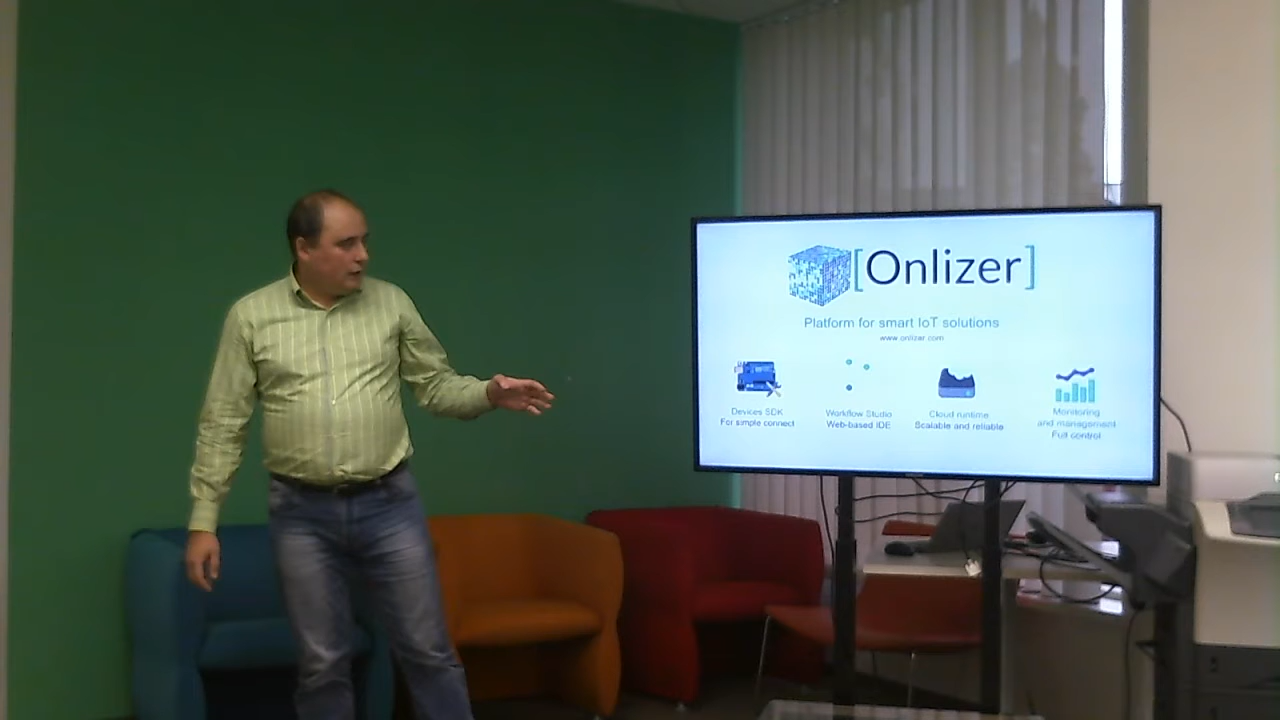 [Onlizer]
Platform for smart IoT solutions
www.onlizer.com
Devices SDK
For simple connect
Workflow Studio
Web-based IDE
Cloud runtime
Scalable and reliable
Monitoring
and management
Full control